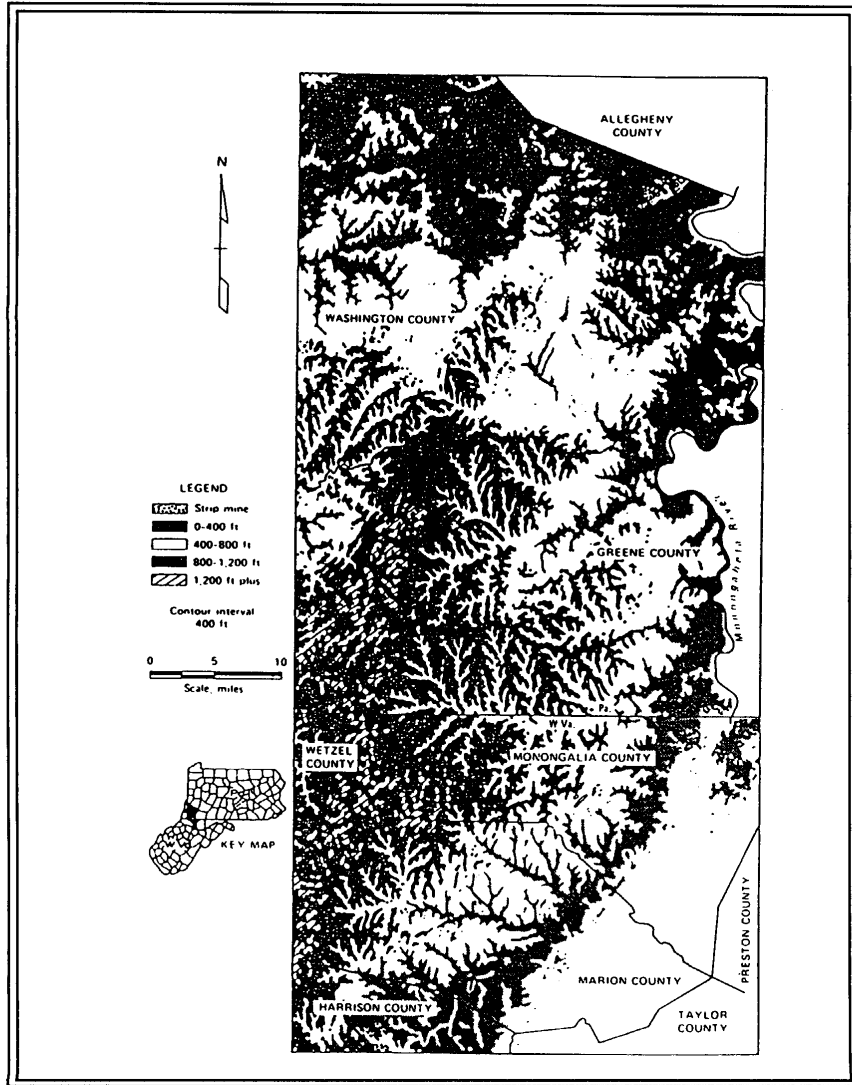 ALLEGHENY
COUNTY
N
WASHINGTON COUNTY
LEGEND
Strip mine
0-400 ft
400-800 ft
800-1,200 ft
1,200 ft plus
Contour interval
400 ft
0 5 10
Scale, miles
GREENE COUNTY
Monongahela River
Pa.
W Va.
WETZEL
COUNTY
MONONGALIA COUNTY
KEY MAP
PRESTON COUNTY
MARION COUNTY
HARRISON COUNTY
TAYLOR
COUNTY